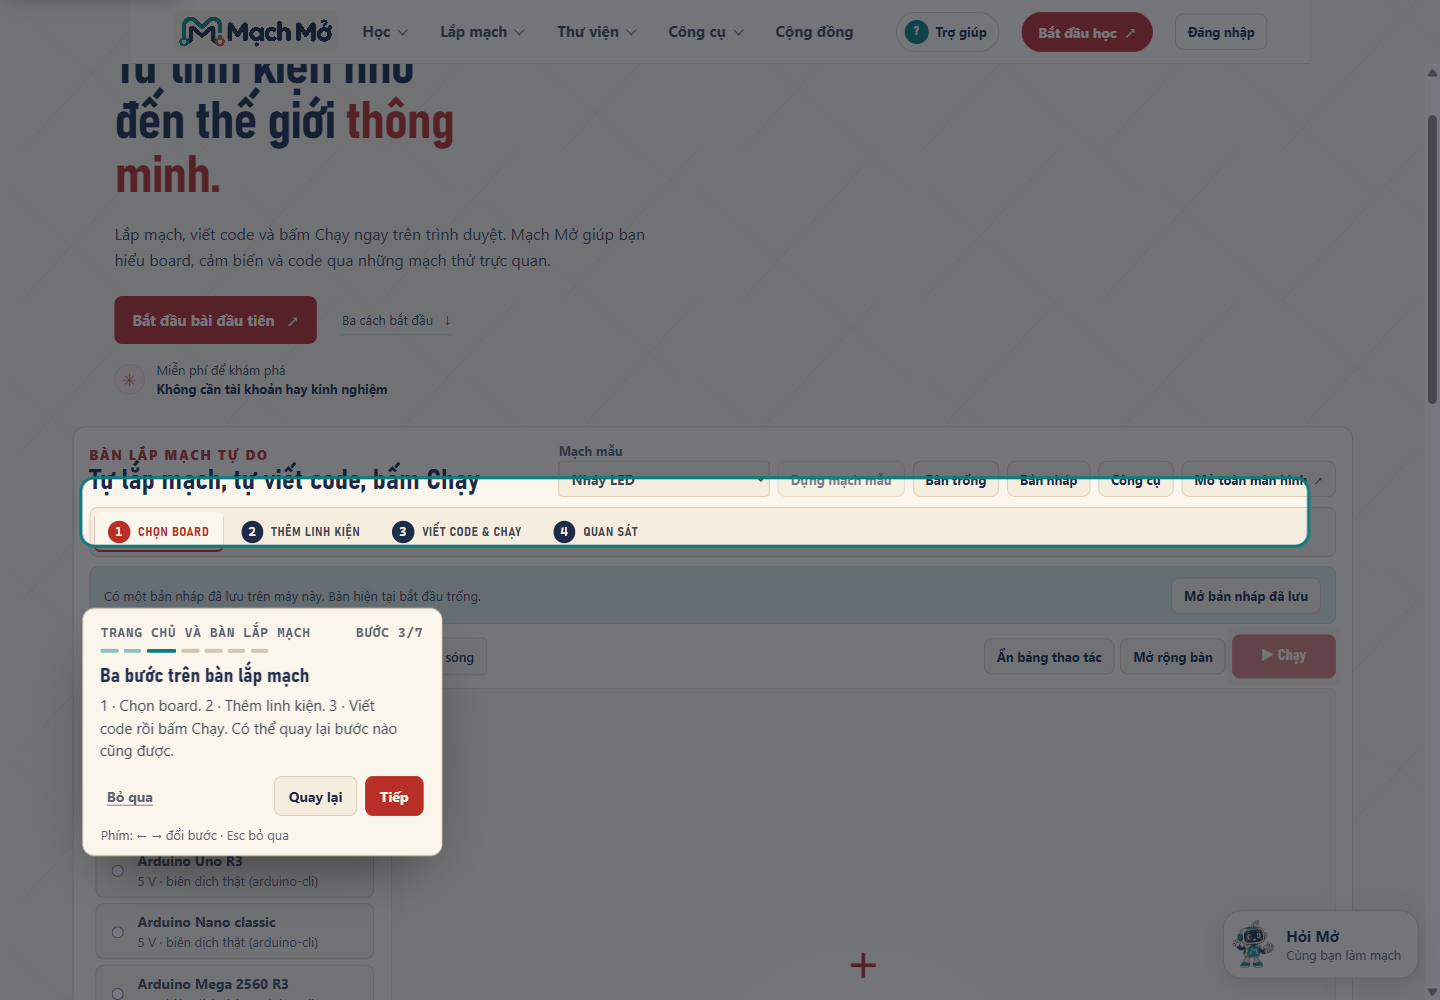 Mạch Mở
Học
Lắp mạch
Thư viện
Công cụ
Cộng đồng
? Trợ giúp
Bắt đầu học ↗
Đăng nhập
Từ linh kiện nhỏ
đến thế giới thông
minh.
Lắp mạch, viết code và bấm Chạy ngay trên trình duyệt. Mạch Mở giúp bạn
hiểu board, cảm biến và code qua những mạch thử trực quan.
Bắt đầu bài đầu tiên ↗
Ba cách bắt đầu ↓
Miễn phí để khám phá
Không cần tài khoản hay kinh nghiệm
BÀN LẮP MẠCH TỰ DO
Tự lắp mạch, tự viết code, bấm Chạy
Mạch mẫu
Nháy LED
Dựng mạch mẫu
Bàn trống
Bản nháp
Công cụ
Mở toàn màn hình ↗
1 CHỌN BOARD
2 THÊM LINH KIỆN
3 VIẾT CODE & CHẠY
4 QUAN SÁT
Có một bản nháp đã lưu trên máy này. Bàn hiện tại bắt đầu trống.
Mở bản nháp đã lưu
sóng
Ẩn bảng thao tác
Mở rộng bàn
▶ Chạy
TRANG CHỦ VÀ BÀN LẮP MẠCH
BƯỚC 3/7
Ba bước trên bàn lắp mạch
1 · Chọn board. 2 · Thêm linh kiện. 3 · Viết
code rồi bấm Chạy. Có thể quay lại bước nào
cũng được.
Bỏ qua
Quay lại
Tiếp
Phím: ← → đổi bước · Esc bỏ qua
Arduino Uno R3
5 V · biên dịch thật (arduino-cli)
Arduino Nano classic
5 V · biên dịch thật (arduino-cli)
Arduino Mega 2560 R3
+
Hỏi Mở
Cùng bạn làm mạch